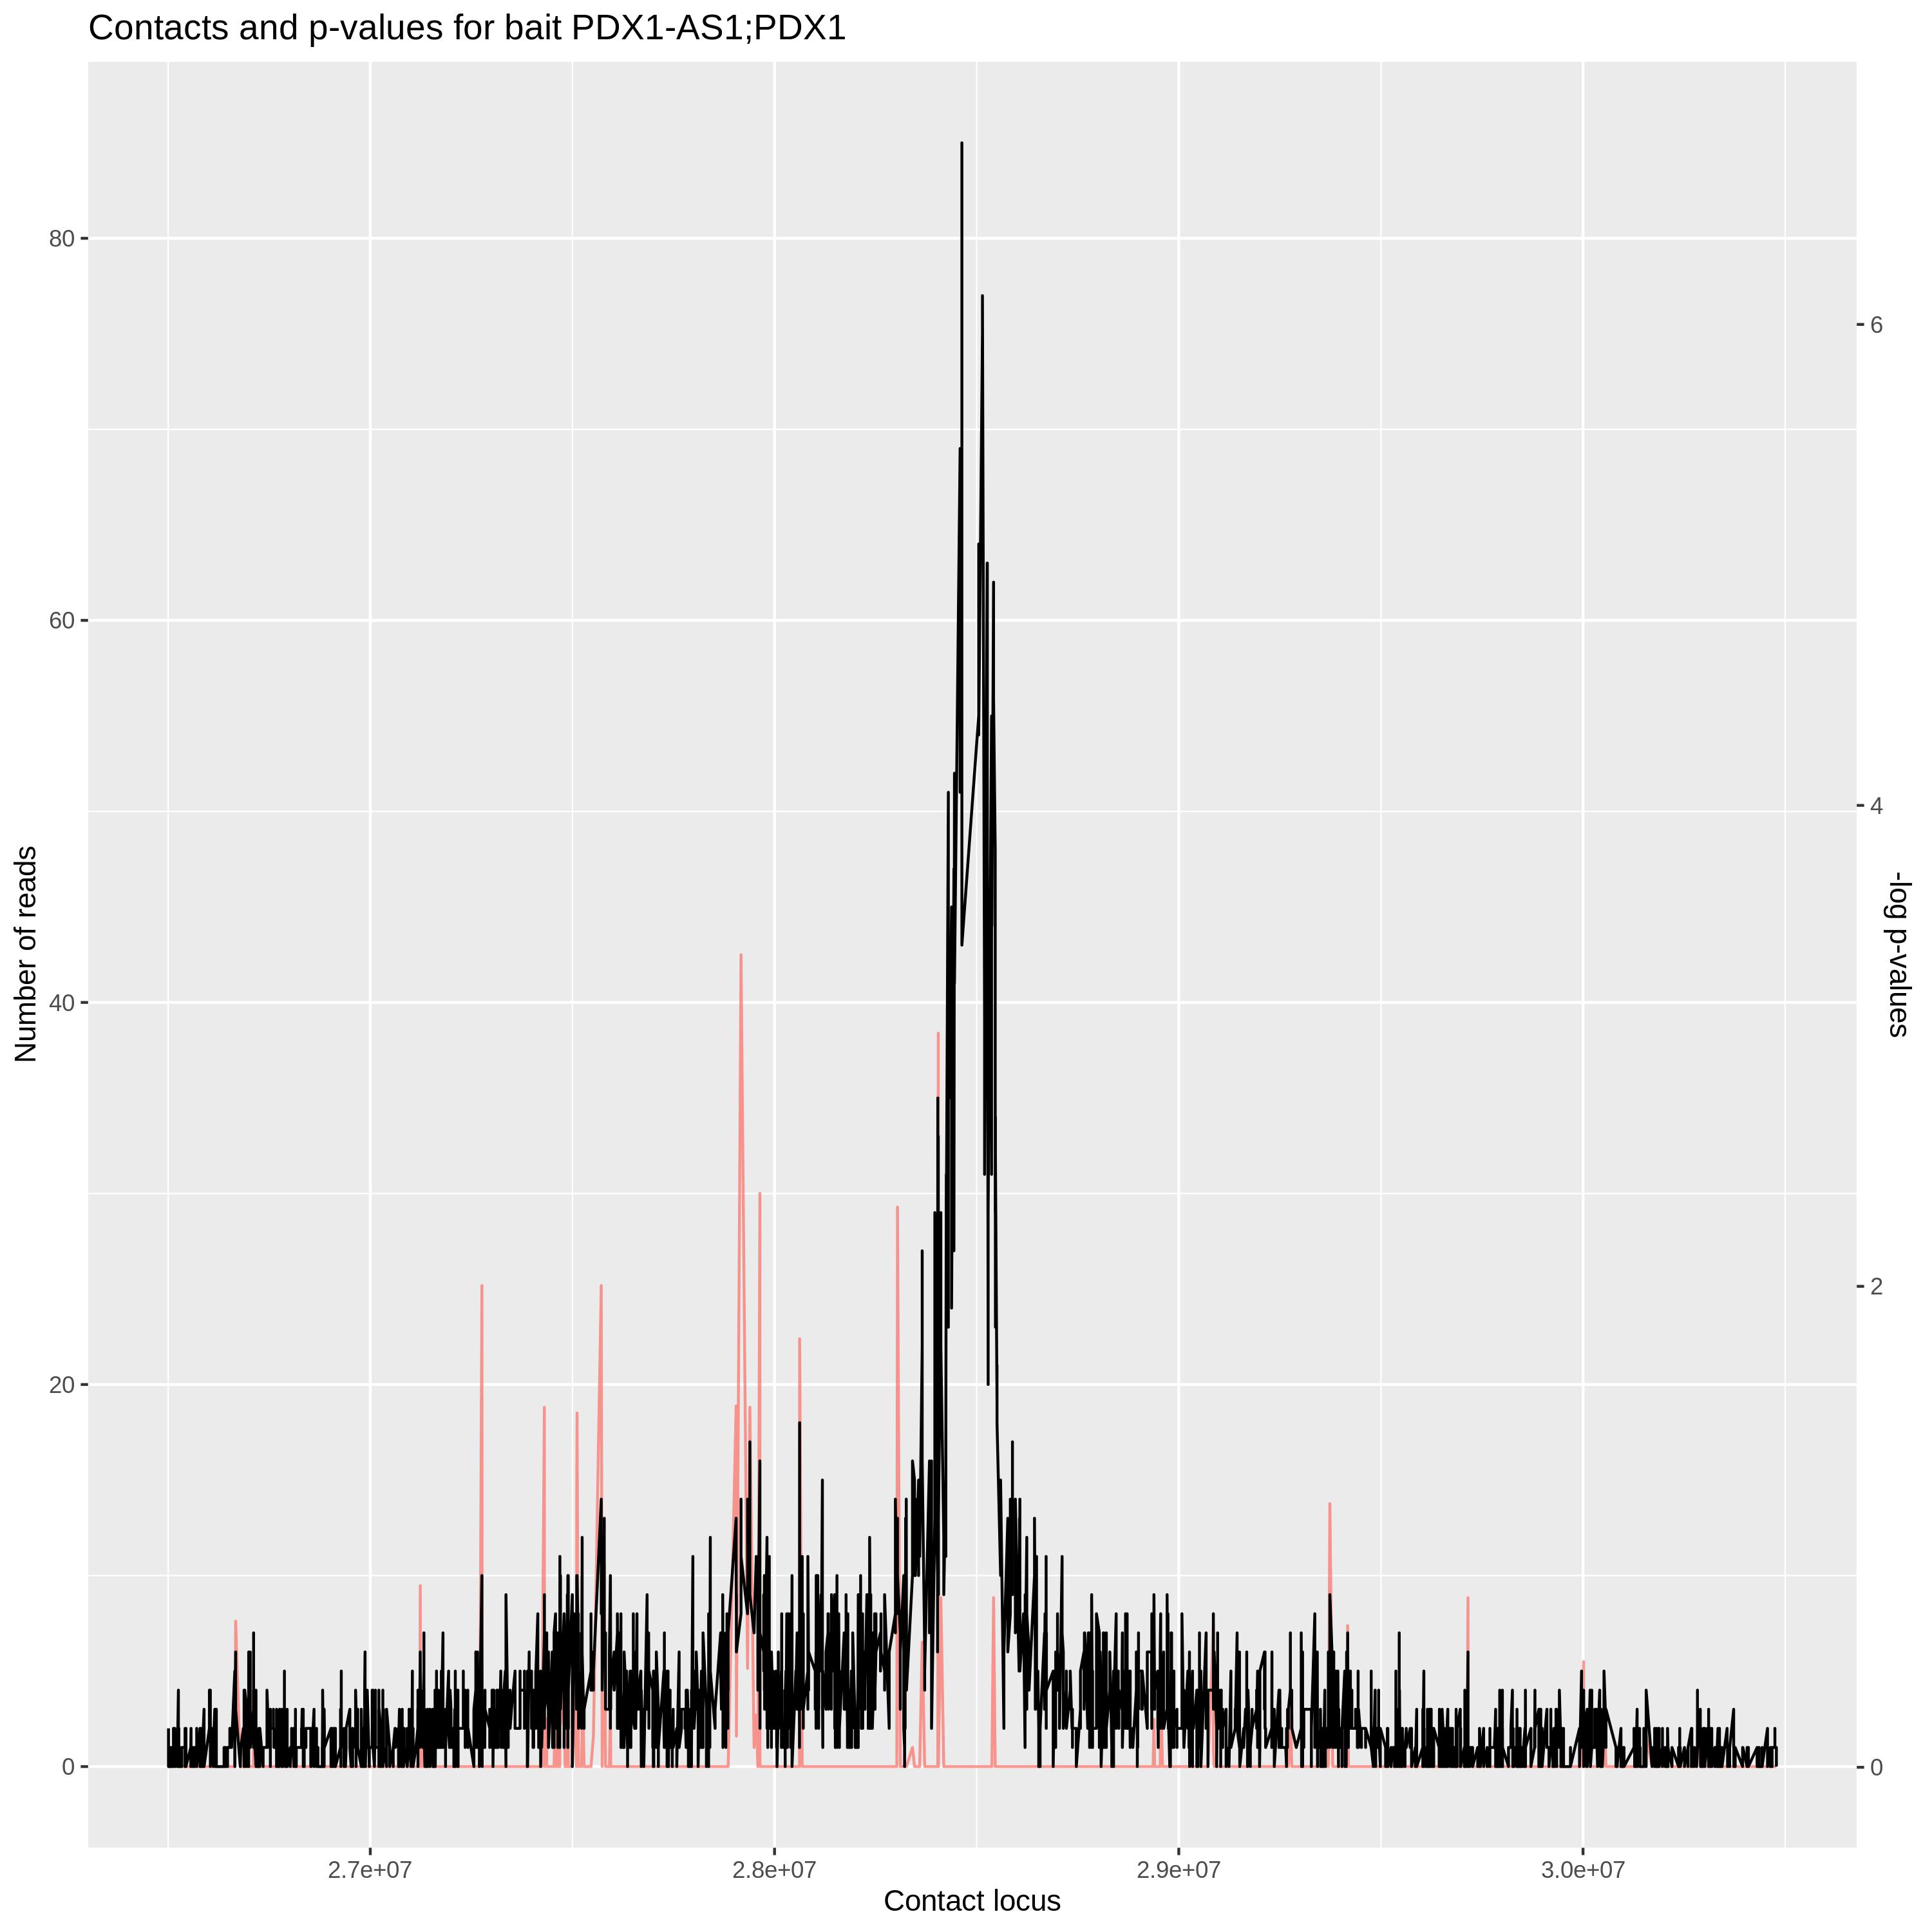 Contacts and p-values for bait PDX1-AS1;PDX1
80
60
40
20
0
Number of reads
6
4
2
0
-log p-values
2.7e+07
2.8e+07
2.9e+07
3.0e+07
Contact locus